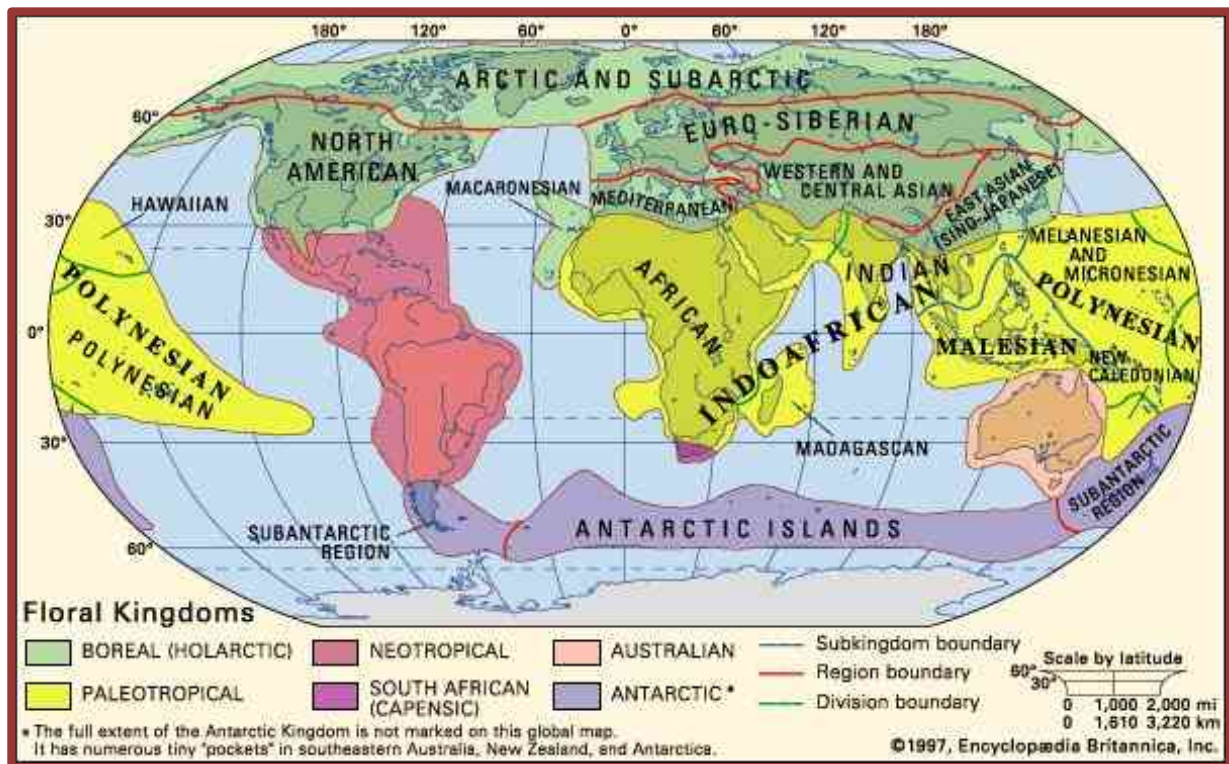 180° 120° 60° 0° 60° 120° 180°
ARCTIC AND SUBARCTIC
60°
EURO-SIBERIAN
NORTH
AMERICAN
WESTERN AND
CENTRAL ASIAN
EAST ASIAN
(SINO-JAPANESE)
MACARONESIAN
MEDITERRANEAN
HAWAIIAN
30°
MELANESIAN
AND
MICRONESIAN
INDIAN
AFRICAN
POLYNESIAN
POLYNESIAN
INDOAFRICAN
POLYNESIAN
0°
MALESIAN
NEW
CALEDONIAN
30°
MADAGASCAN
SUBANTARCTIC
REGION
ANTARCTIC ISLANDS
SUBANTARCTIC
REGION
60°
Floral Kingdoms
BOREAL (HOLARCTIC)
NEOTROPICAL
AUSTRALIAN
PALEOTROPICAL
SOUTH AFRICAN
(CAPENSIC)
ANTARCTIC *
Subkingdom boundary
Region boundary
Division boundary
Scale by latitude
60°
30°
0 1,000 2,000 mi
0 1,610 3,220 km
* The full extent of the Antarctic Kingdom is not marked on this global map.
It has numerous tiny "pockets" in southeastern Australia, New Zealand, and Antarctica.
©1997, Encyclopædia Britannica, Inc.